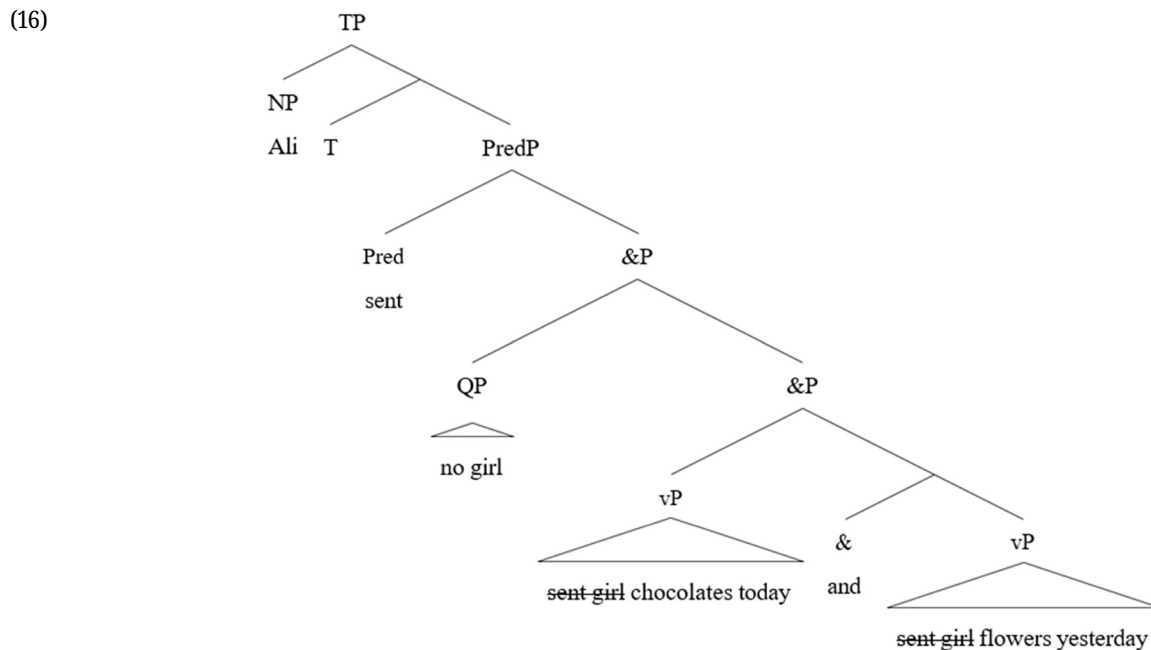 (16)
TP
NP
Ali T PredP
Pred &P
sent
QP &P
no girl
vP
& vP
sent girl chocolates today and
sent girl flowers yesterday